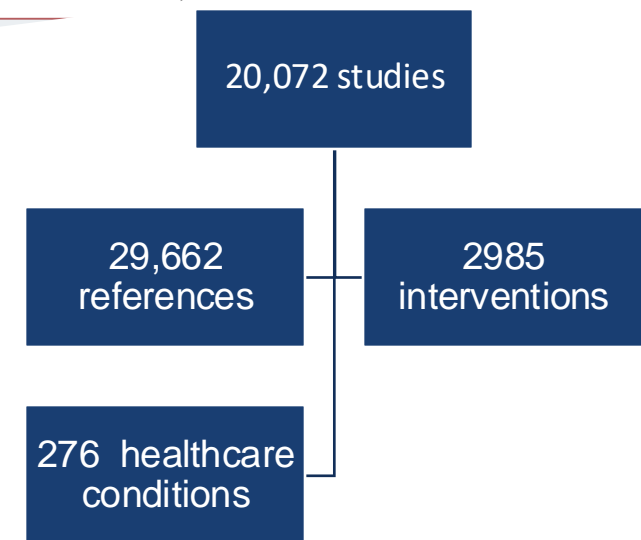 20,072 studies
29,662
references
2985
interventions
276 healthcare
conditions